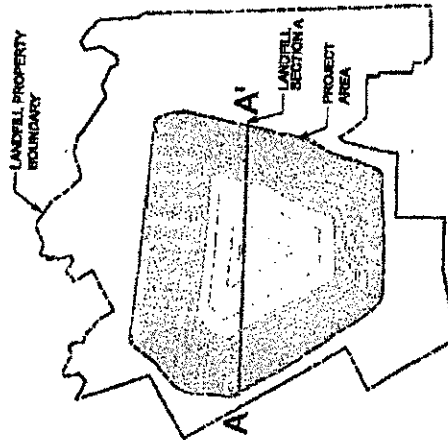 LANDFILL PROPERTY
BOUNDARY
A
A'
LANDFILL
SECTION A
PROJECT
AREA